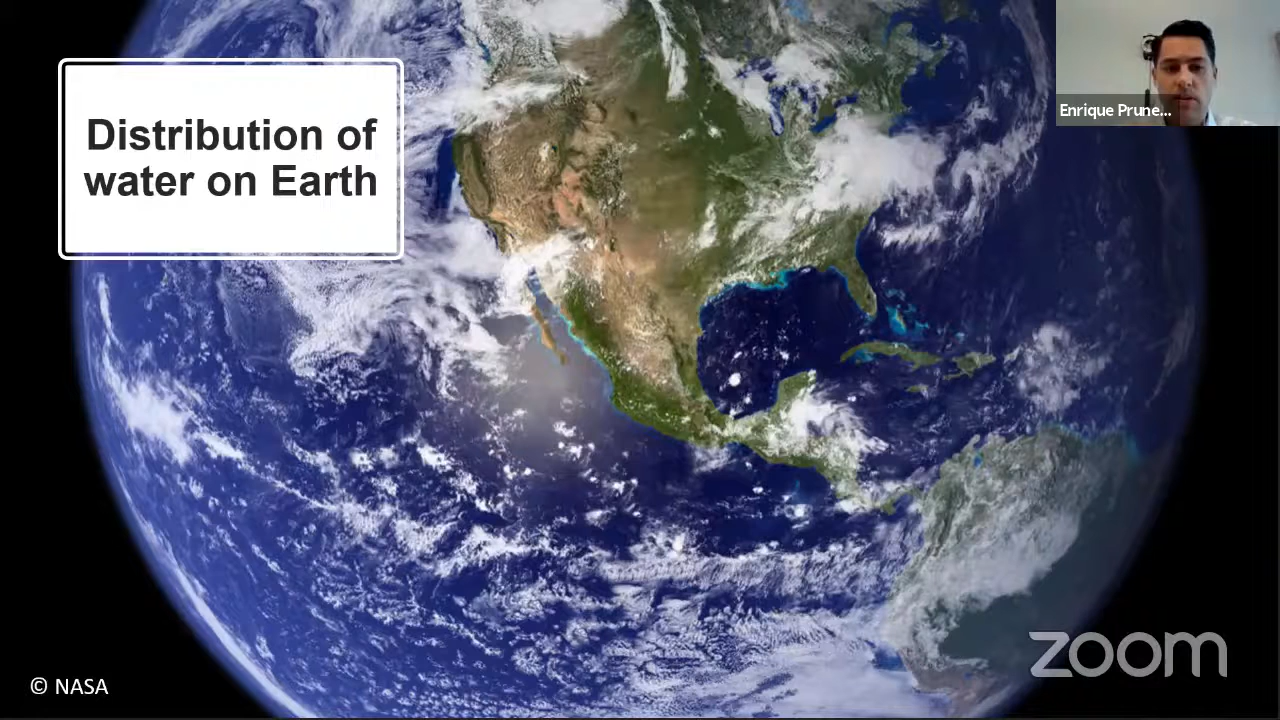 Distribution of
water on Earth
Enrique Prune...
zoom
© NASA